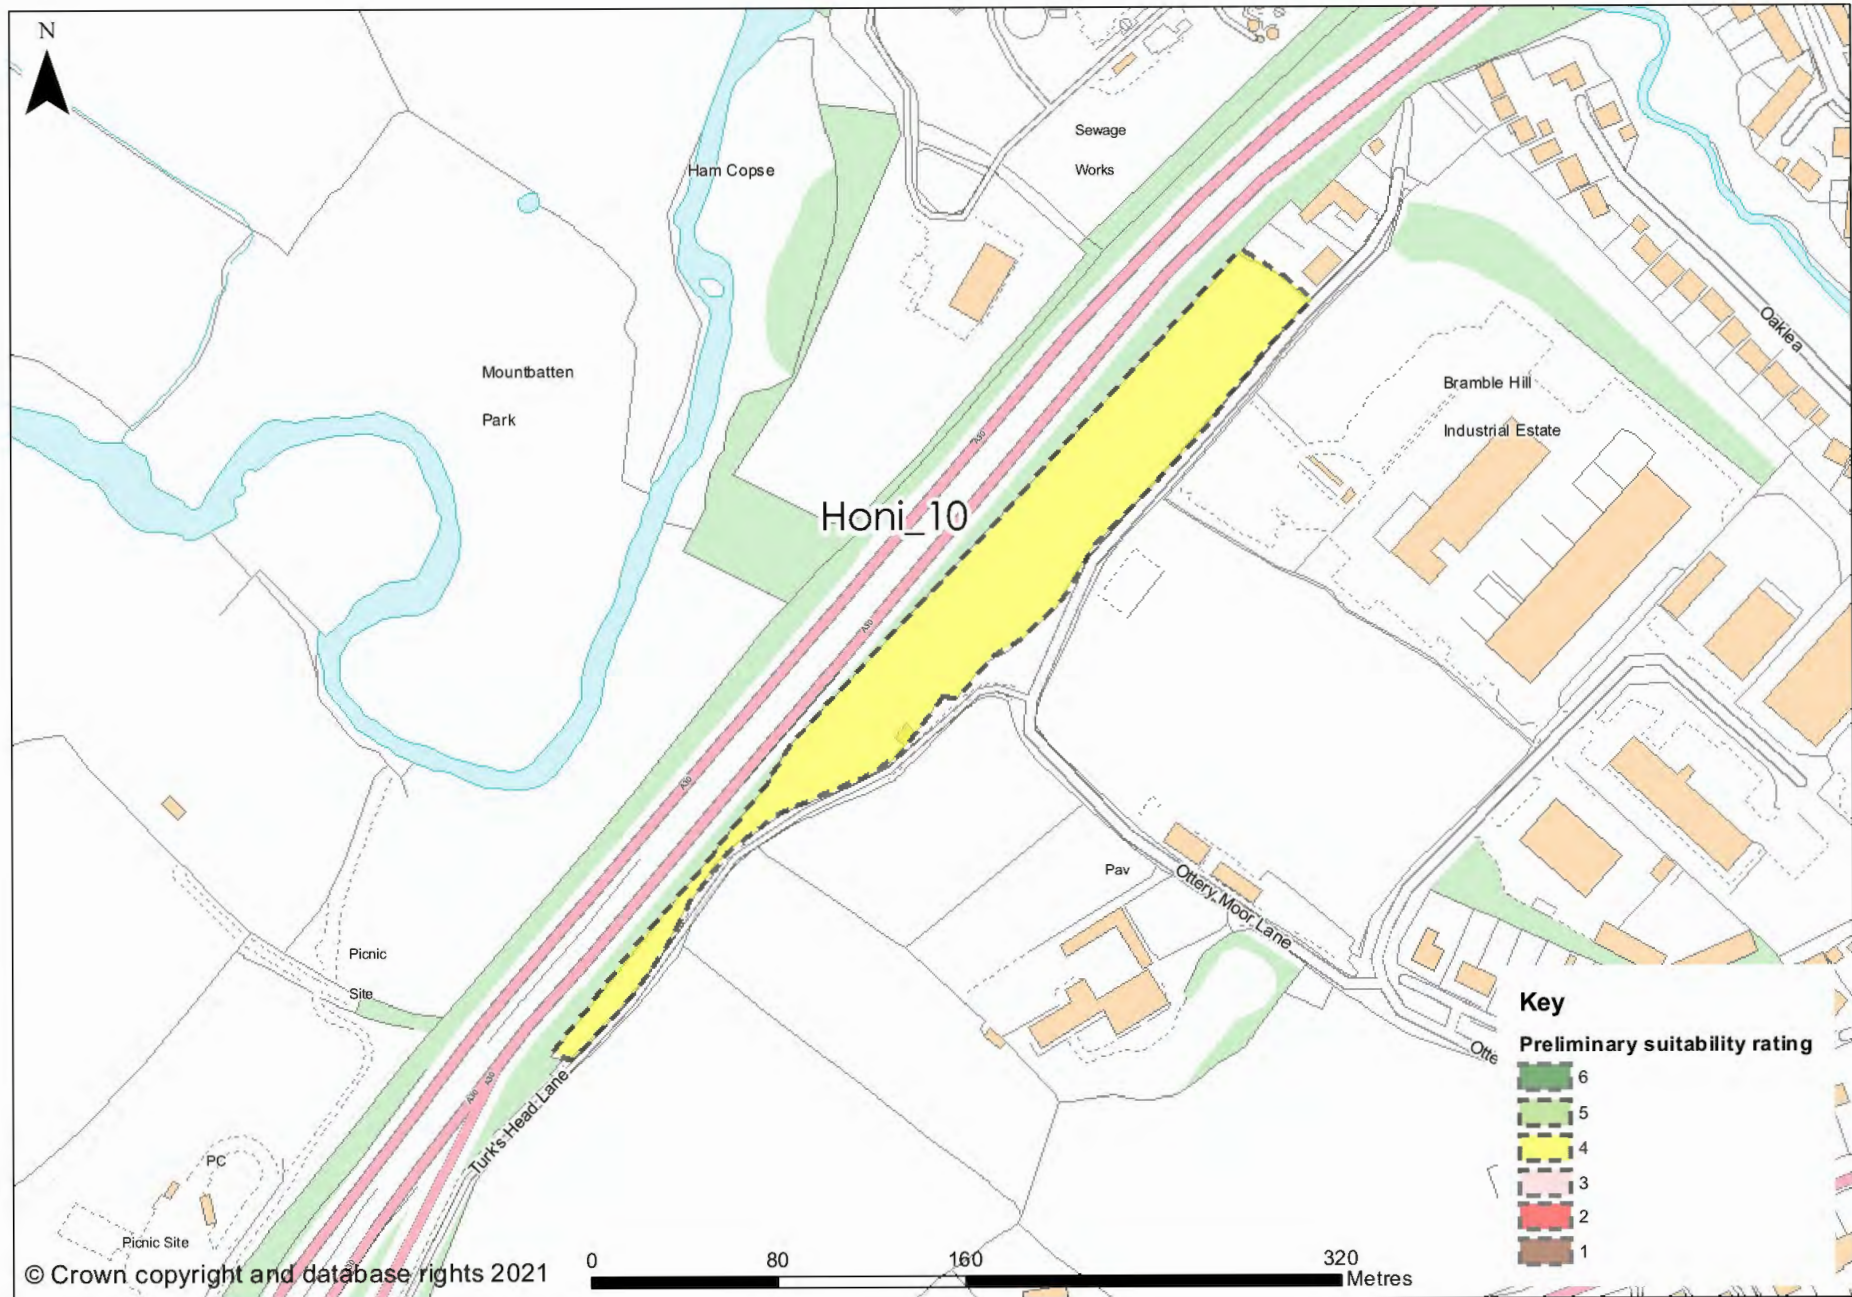 N
Sewage
Works
Ham Copse
Mountbatten
Park
Oaklea
Bramble Hill
Industrial Estate
A30
Honi_10
A30
A30
Pav
Ottery Moor Lane
Picnic
Site
A30
A30
Turk's Head Lane
Otte
PC
Picnic Site
Key
Preliminary suitability rating
6
5
4
3
2
1
© Crown copyright and database rights 2021
0 80 160 320
Metres